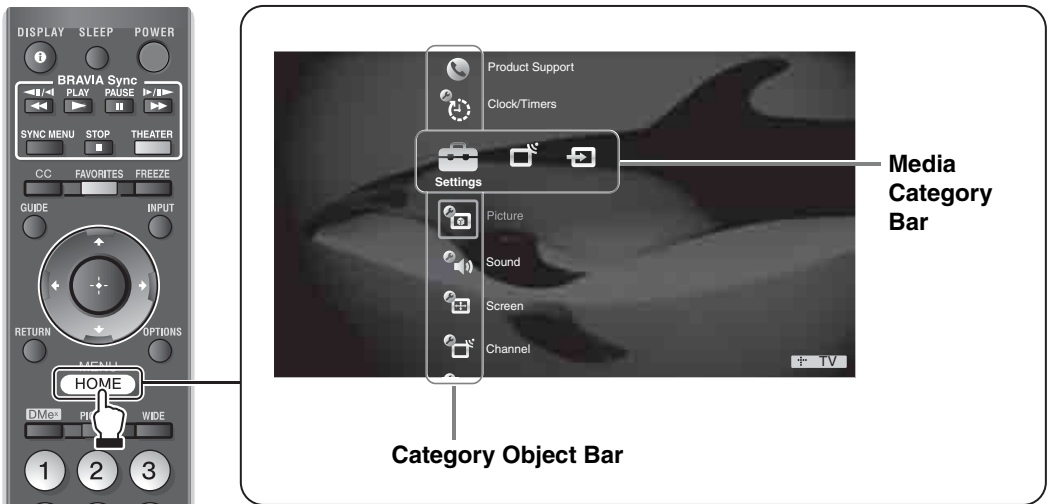 DISPLAY SLEEP POWER
BRAVIA Sync
PLAY PAUSE
SYNC MENU STOP THEATER
CC FAVORITES FREEZE
GUIDE INPUT
RETURN OPTIONS
MENU
HOME
DMex WIDE
1 2 3
Product Support
Clock/Timers
Settings
Picture
Sound
Screen
Channel
TV
Media
Category
Bar
Category Object Bar